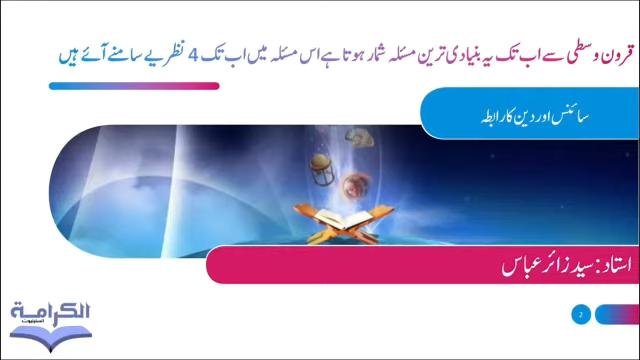 قرون وسطی سے اب تک یہ بنیادی ترین مسئلہ شمار ہوتا ہے اس مسئلہ میں اب تک 4 نظریے سامنے آئے ہیں
سائنس اور دین کا رابطہ
استاد: سید زائر عباس
الكرامة
انسٹیٹیوٹ
2